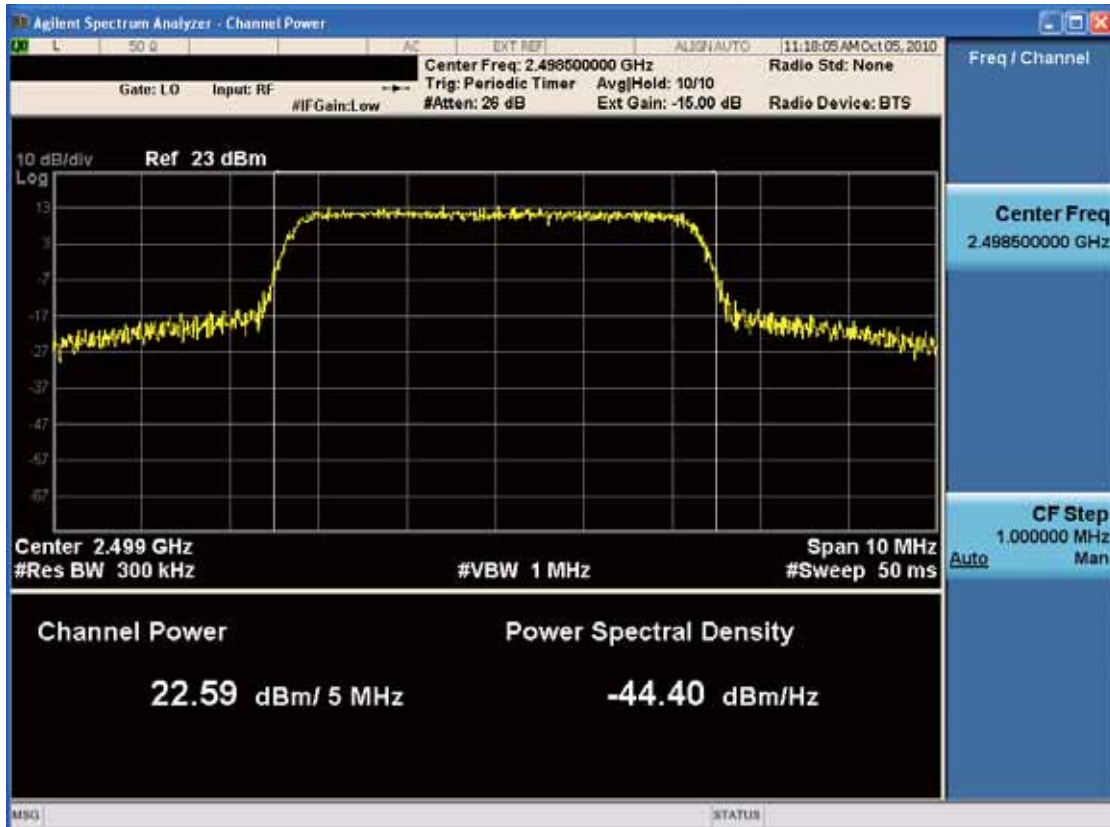 Agilent Spectrum Analyzer - Channel Power
L 50 Ω AC EXT REF ALIGN AUTO 11:18:05 AM Oct 05, 2010
Center Freq: 2.498500000 GHz Radio Std: None
Gate: LO Input: RF Trig: Periodic Timer Avg|Hold: 10/10
#IFGain:Low #Atten: 26 dB Ext Gain: -15.00 dB Radio Device: BTS
Freq / Channel
10 dB/div Ref 23 dBm
Log
13
3
-7
-17
-27
-37
-47
-57
-67
Center Freq
2.498500000 GHz
Center 2.499 GHz Span 10 MHz
#Res BW 300 kHz #VBW 1 MHz #Sweep 50 ms
CF Step
1.000000 MHz
Auto Man
Channel Power Power Spectral Density
22.59 dBm/ 5 MHz -44.40 dBm/Hz
MSG STATUS